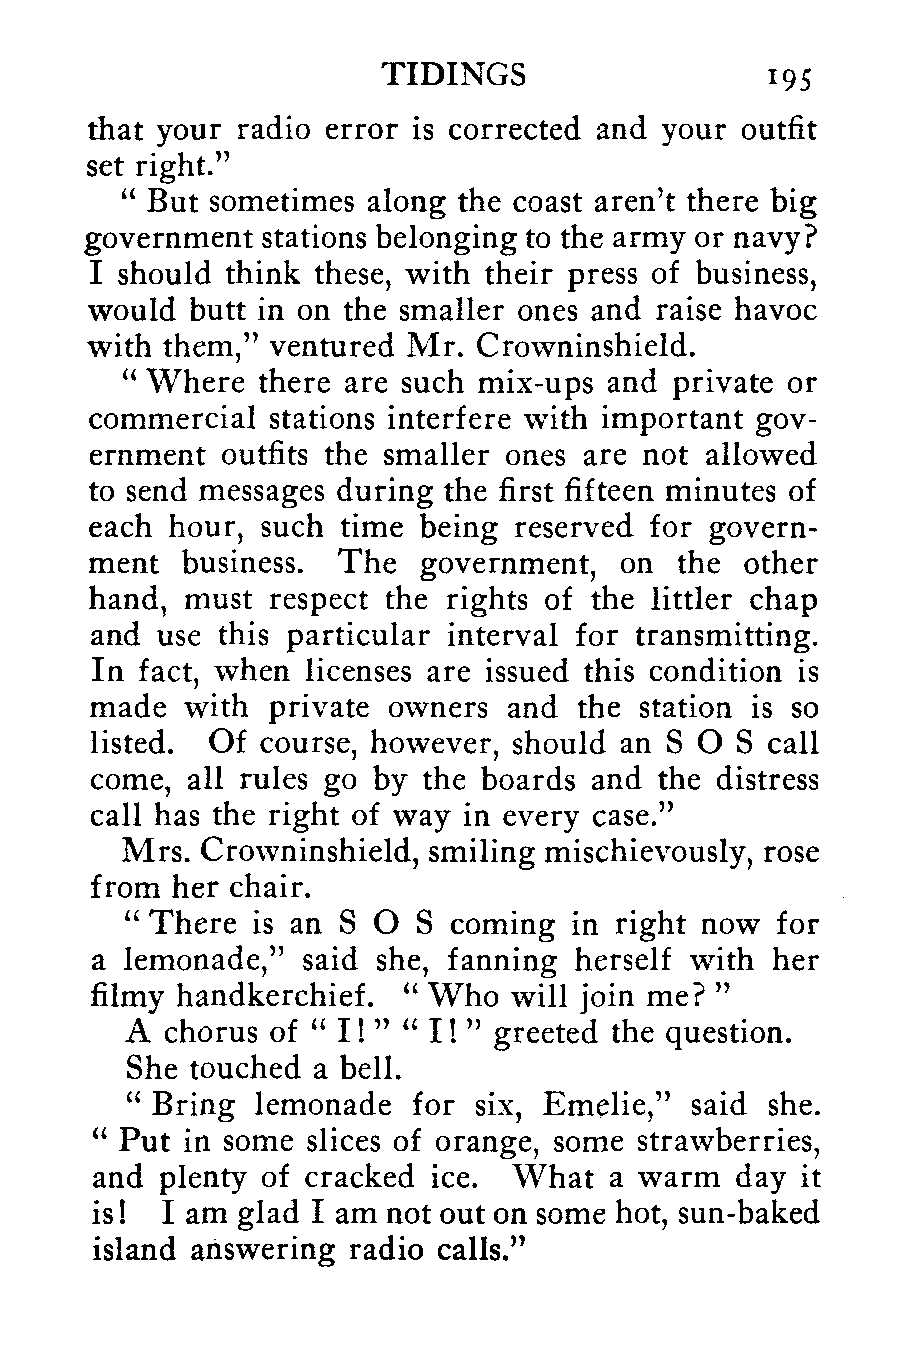 TIDINGS 195
that your radio error is corrected and your outfit
set right."
" But sometimes along the coast aren't there big
government stations belonging to the army or navy?
I should think these, with their press of business,
would butt in on the smaller ones and raise havoc
with them," ventured Mr. Crowninshield.
" Where there are such mix-ups and private or
commercial stations interfere with important gov-
ernment outfits the smaller ones are not allowed
to send messages during the first fifteen minutes of
each hour, such time being reserved for govern-
ment business. The government, on the other
hand, must respect the rights of the littler chap
and use this particular interval for transmitting.
In fact, when licenses are issued this condition is
made with private owners and the station is so
listed. Of course, however, should an S O S call
come, all rules go by the boards and the distress
call has the right of way in every case."
Mrs. Crowninshield, smiling mischievously, rose
from her chair.
" There is an S O S coming in right now for
a lemonade," said she, fanning herself with her
filmy handkerchief. " Who will join me? "
A chorus of " I! " " I! " greeted the question.
She touched a bell.
" Bring lemonade for six, Emelie," said she.
" Put in some slices of orange, some strawberries,
and plenty of cracked ice. What a warm day it
is! I am glad I am not out on some hot, sun-baked
island answering radio calls."